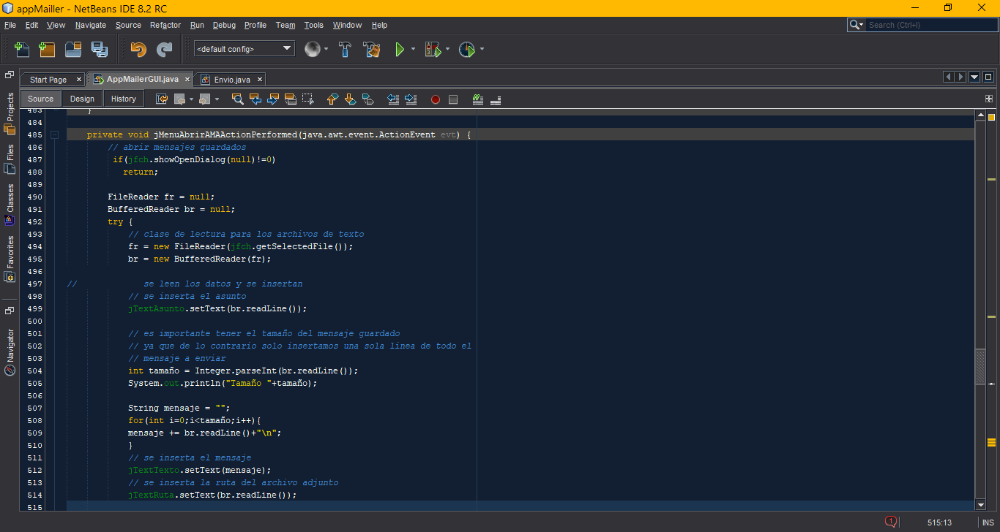 appMailler - NetBeans IDE 8.2 RC
File Edit View Navigate Source Refactor Run Debug Profile Team Tools Window Help
Search (Ctrl+I)
<default config>
Start Page AppMailerGUI.java Envio.java
Source Design History
Projects
Files
Classes
Favorites
Navigator
483 }
484
485 private void jMenuAbrirAMAActionPerformed(java.awt.event.ActionEvent evt) {
486 // abrir mensajes guardados
487 if(jfch.showOpenDialog(null)!=0)
488 return;
489
490 FileReader fr = null;
491 BufferedReader br = null;
492 try {
493 // clase de lectura para los archivos de texto
494 fr = new FileReader(jfch.getSelectedFile());
495 br = new BufferedReader(fr);
496
497 // se leen los datos y se insertan
498 // se inserta el asunto
499 jTextAsunto.setText(br.readLine());
500
501 // es importante tener el tamaño del mensaje guardado
502 // ya que de lo contrario solo insertamos una sola linea de todo el
503 // mensaje a enviar
504 int tamaño = Integer.parseInt(br.readLine());
505 System.out.println("Tamaño "+tamaño);
506
507 String mensaje = "";
508 for(int i=0;i<tamaño;i++){
509 mensaje += br.readLine()+"\n";
510 }
511 // se inserta el mensaje
512 jTextTexto.setText(mensaje);
513 // se inserta la ruta del archivo adjunto
514 jTextRuta.setText(br.readLine());
515
1
515:13 INS